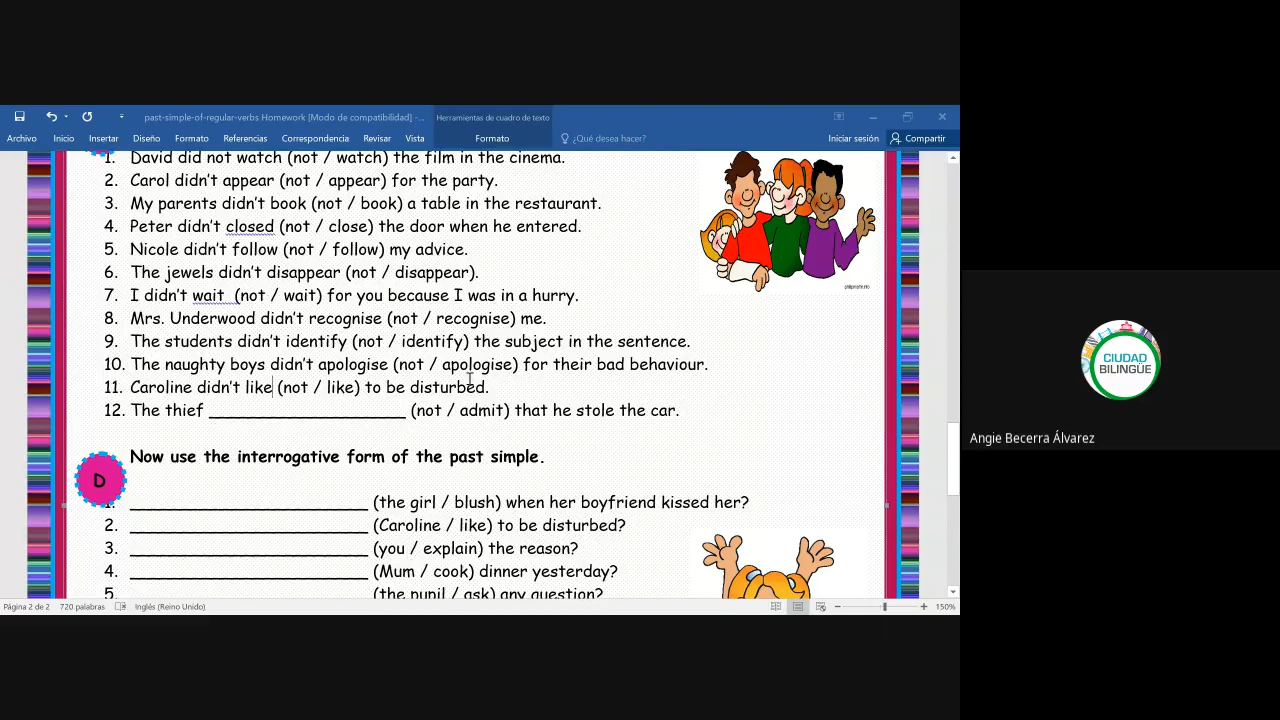 past-simple-of-regular-verbs Homework [Modo de compatibilidad] -...
Herramientas de cuadro de texto
Archivo
Inicio
Insertar
Diseño
Formato
Referencias
Correspondencia
Revisar
Vista
Formato
¿Qué desea hacer?
Iniciar sesión
Compartir
1. David did not watch (not / watch) the film in the cinema.
2. Carol didn't appear (not / appear) for the party.
3. My parents didn't book (not / book) a table in the restaurant.
4. Peter didn't closed (not / close) the door when he entered.
5. Nicole didn't follow (not / follow) my advice.
6. The jewels didn't disappear (not / disappear).
7. I didn't wait (not / wait) for you because I was in a hurry.
8. Mrs. Underwood didn't recognise (not / recognise) me.
9. The students didn't identify (not / identify) the subject in the sentence.
10. The naughty boys didn't apologise (not / apologise) for their bad behaviour.
11. Caroline didn't like (not / like) to be disturbed.
12. The thief ____________________ (not / admit) that he stole the car.
Now use the interrogative form of the past simple.
D
1. ________________________ (the girl / blush) when her boyfriend kissed her?
2. ________________________ (Caroline / like) to be disturbed?
3. ________________________ (you / explain) the reason?
4. ________________________ (Mum / cook) dinner yesterday?
5. ________________________ (the pupil / ask) any question?
Página 2 de 2
720 palabras
Inglés (Reino Unido)
150%
CIUDAD
BILINGÜE
Angie Becerra Álvarez